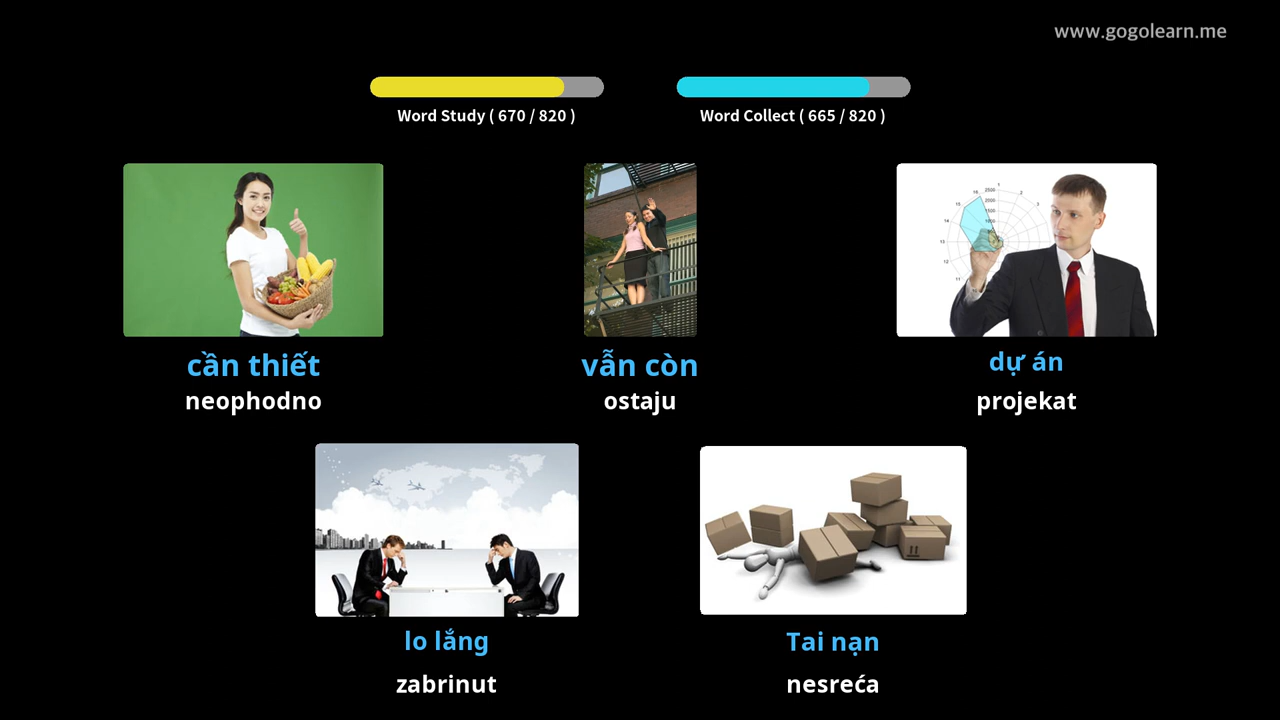 www.gogolearn.me
Word Study ( 670 / 820 )
Word Collect ( 665 / 820 )
cần thiết
neophodno
vẫn còn
ostaju
dự án
projekat
lo lắng
zabrinut
Tai nạn
nesreća